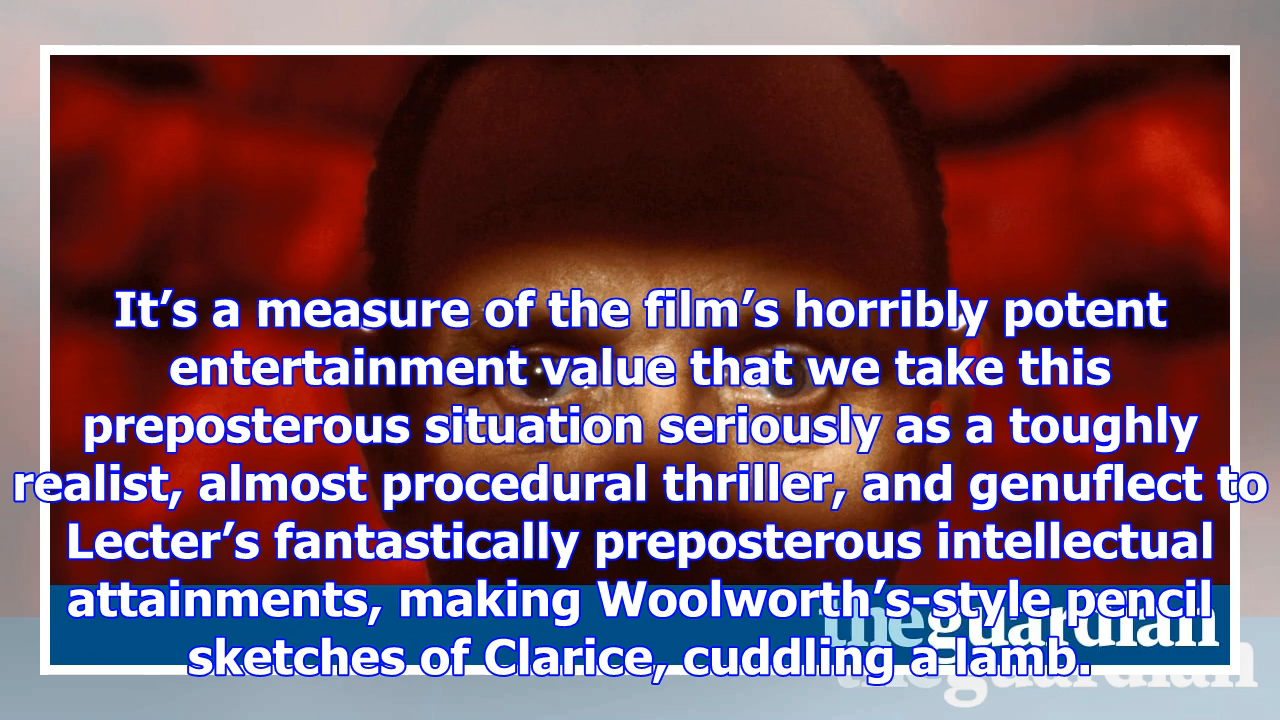 It’s a measure of the film’s horribly potent
entertainment value that we take this
preposterous situation seriously as a toughly
realist, almost procedural thriller, and genuflect to
Lecter’s fantastically preposterous intellectual
attainments, making Woolworth’s-style pencil
sketches of Clarice, cuddling a lamb.
theguardian
theguardian